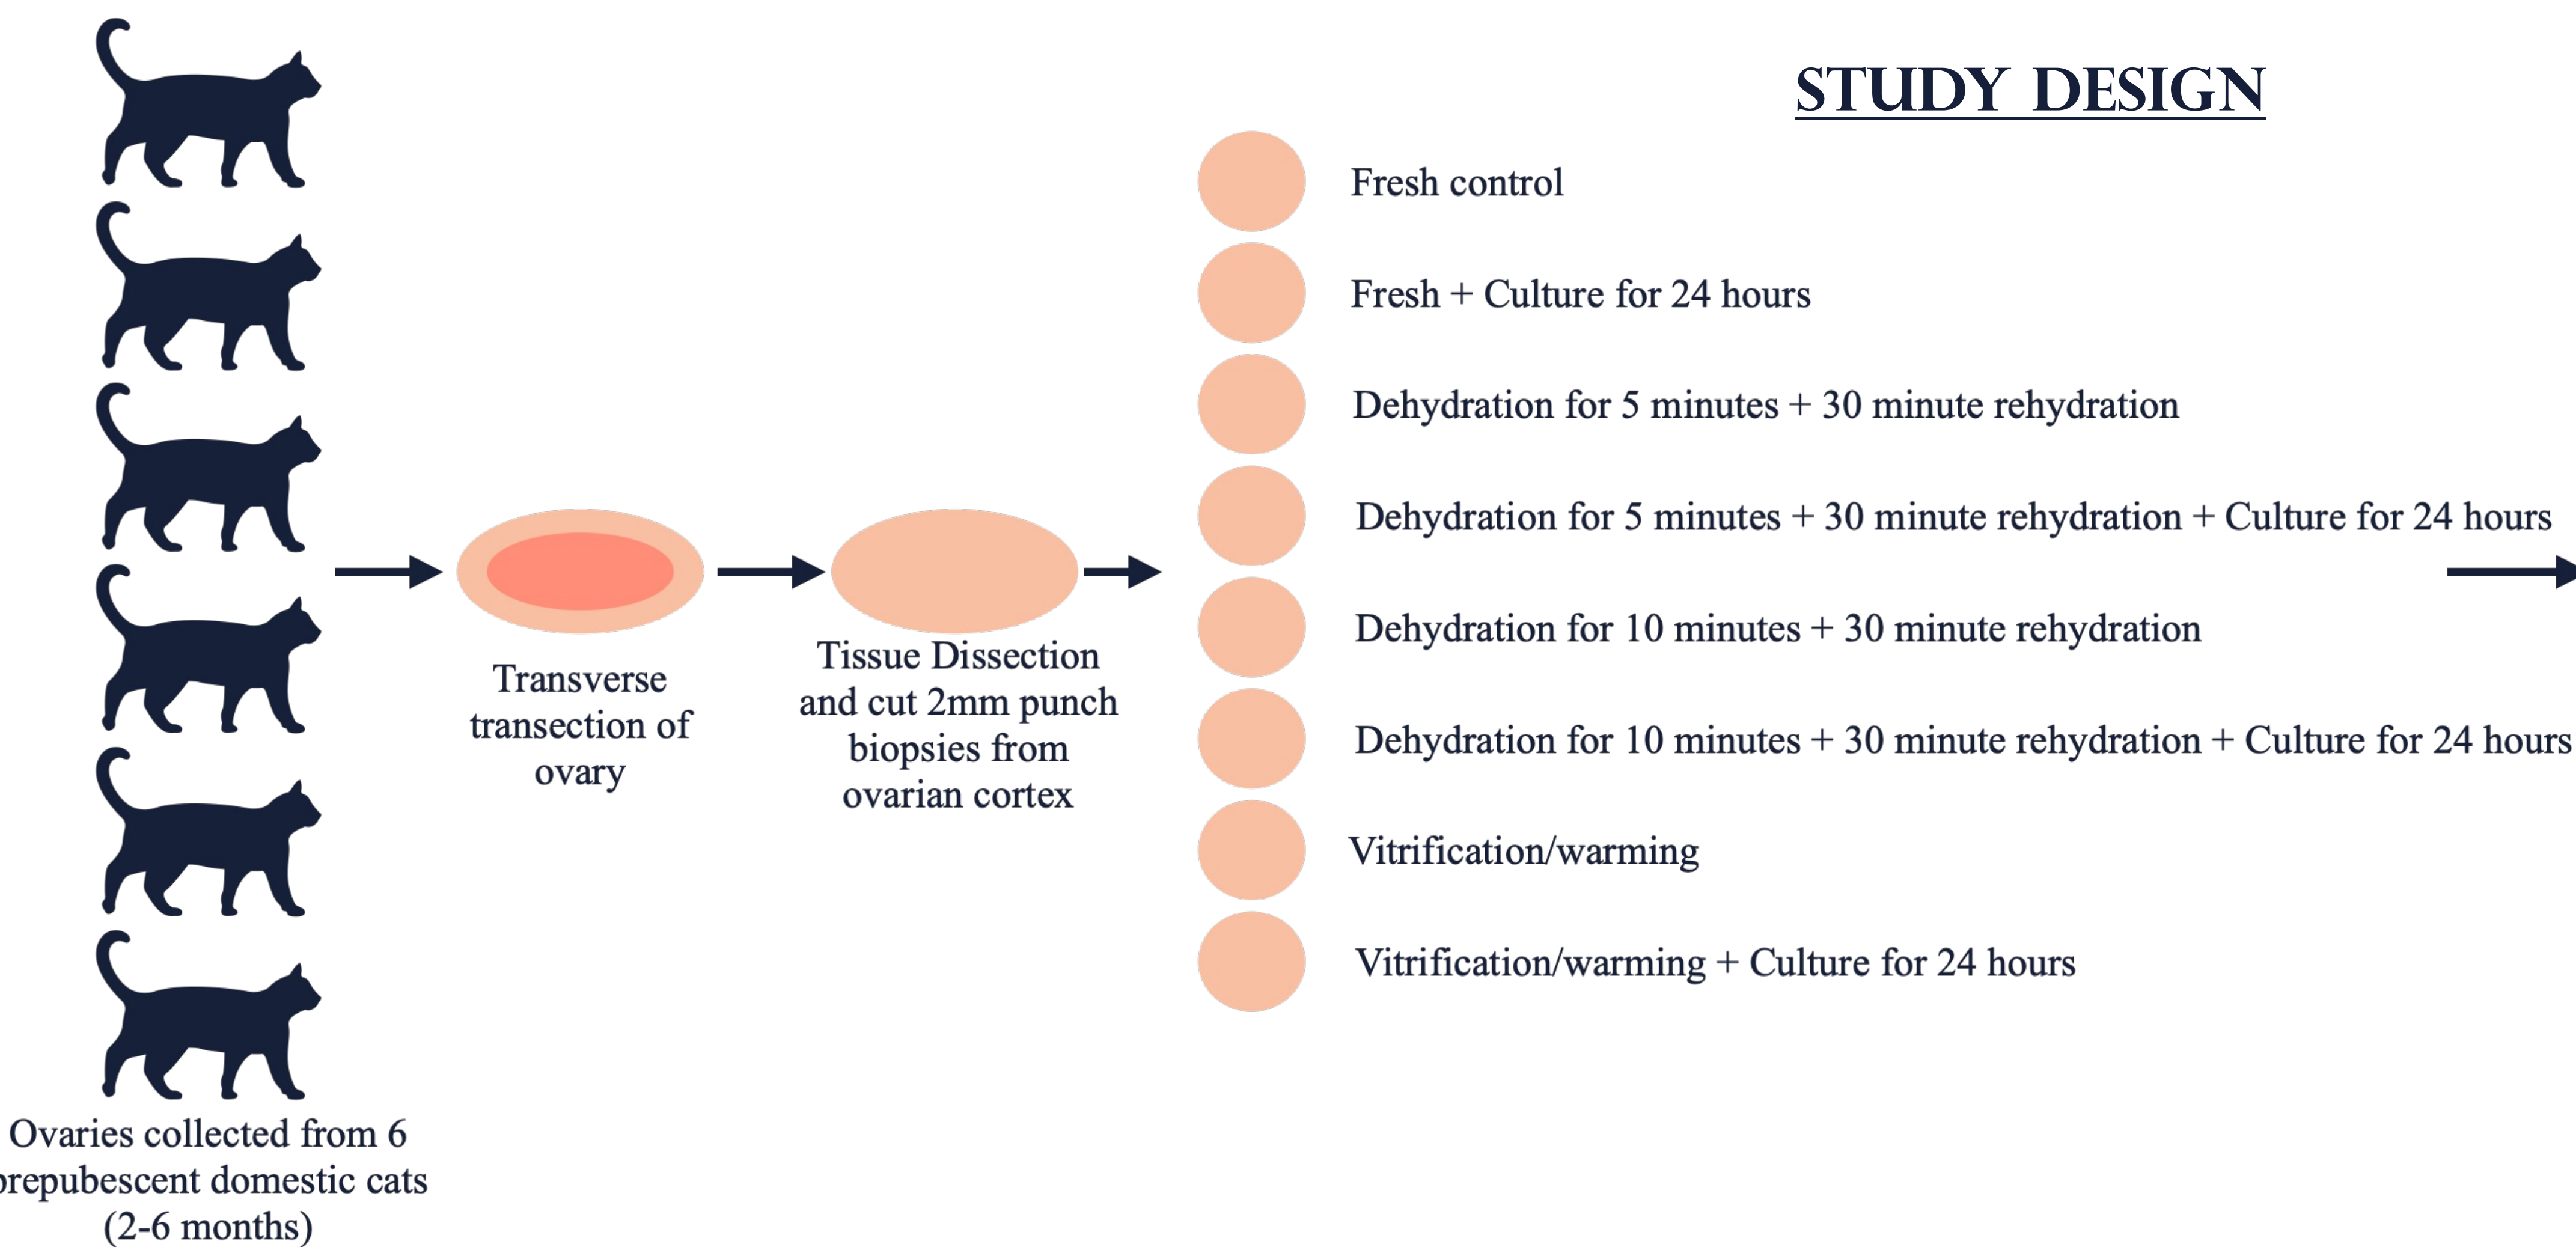 STUDY DESIGN
Fresh control
Fresh + Culture for 24 hours
Dehydration for 5 minutes + 30 minute rehydration
Dehydration for 5 minutes + 30 minute rehydration + Culture for 24 hours
Dehydration for 10 minutes + 30 minute rehydration
Dehydration for 10 minutes + 30 minute rehydration + Culture for 24 hours
Vitrification/warming
Vitrification/warming + Culture for 24 hours
Transverse
transection of
ovary
Tissue Dissection
and cut 2mm punch
biopsies from
ovarian cortex
Ovaries collected from 6
prepubescent domestic cats
(2-6 months)